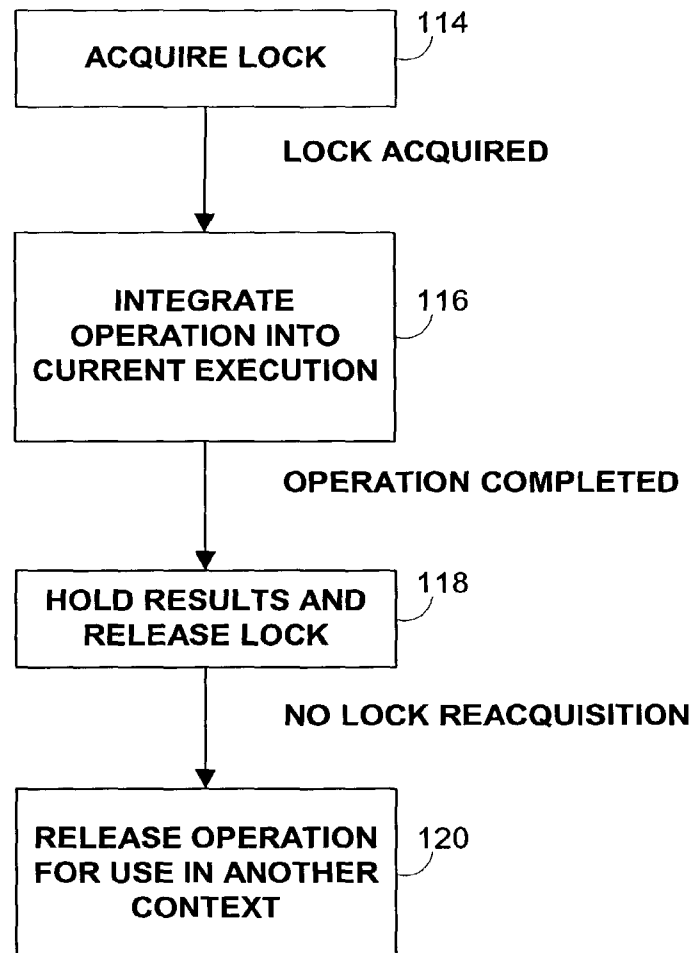 114
ACQUIRE LOCK
LOCK ACQUIRED
116
INTEGRATE
OPERATION INTO
CURRENT EXECUTION
OPERATION COMPLETED
118
HOLD RESULTS AND
RELEASE LOCK
NO LOCK REACQUISITION
120
RELEASE OPERATION
FOR USE IN ANOTHER
CONTEXT